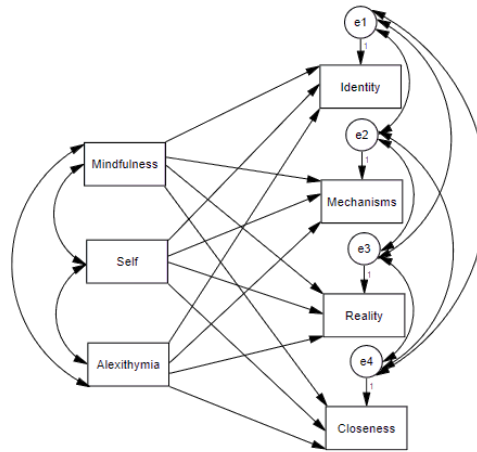 e1
1
Identity
e2
1
Mindfulness
Mechanisms
e3
Self
1
Reality
e4
Alexithymia
1
Closeness